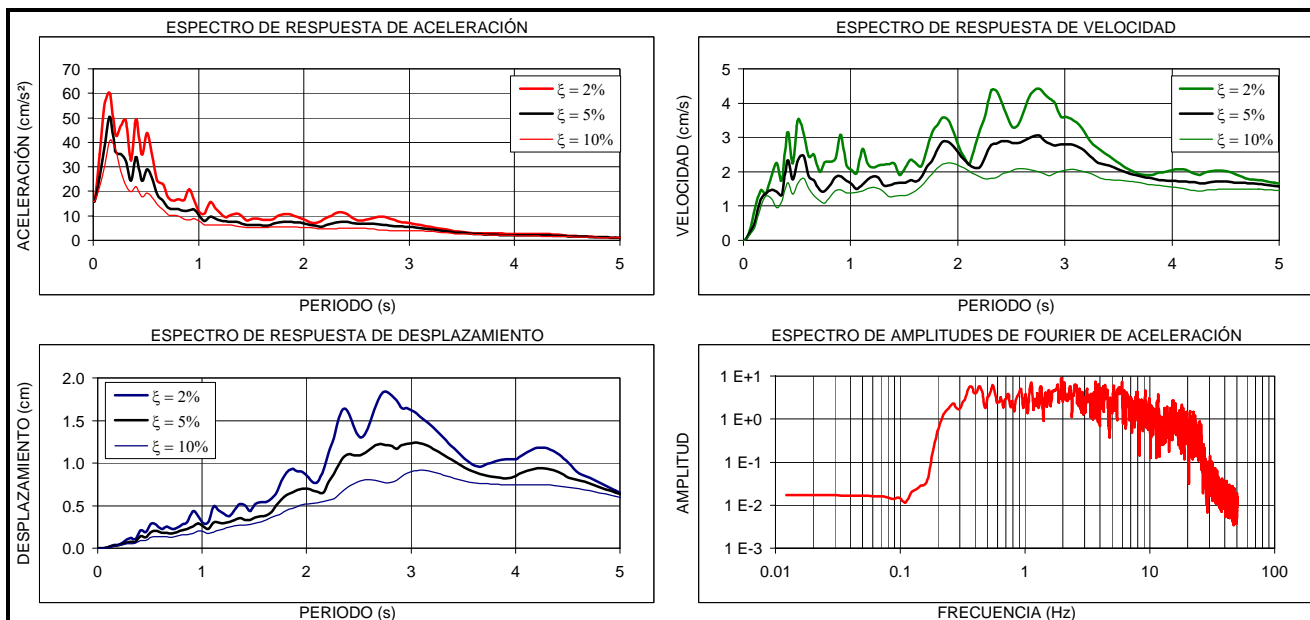 ESPECTRO DE RESPUESTA DE ACELERACIÓN
ACELERACIÓN (cm/s²)
70
60
50
40
30
20
10
0
ξ = 2%
ξ = 5%
ξ = 10%
0 1 2 3 4 5
PERIODO (s)
ESPECTRO DE RESPUESTA DE VELOCIDAD
VELOCIDAD (cm/s)
5
4
3
2
1
0
ξ = 2%
ξ = 5%
ξ = 10%
0 1 2 3 4 5
PERIODO (s)
ESPECTRO DE RESPUESTA DE DESPLAZAMIENTO
DESPLAZAMIENTO (cm)
2.0
1.5
1.0
0.5
0.0
ξ = 2%
ξ = 5%
ξ = 10%
0 1 2 3 4 5
PERIODO (s)
ESPECTRO DE AMPLITUDES DE FOURIER DE ACELERACIÓN
AMPLITUD
1 E+1
1 E+0
1 E-1
1 E-2
1 E-3
0.01 0.1 1 10 100
FRECUENCIA (Hz)